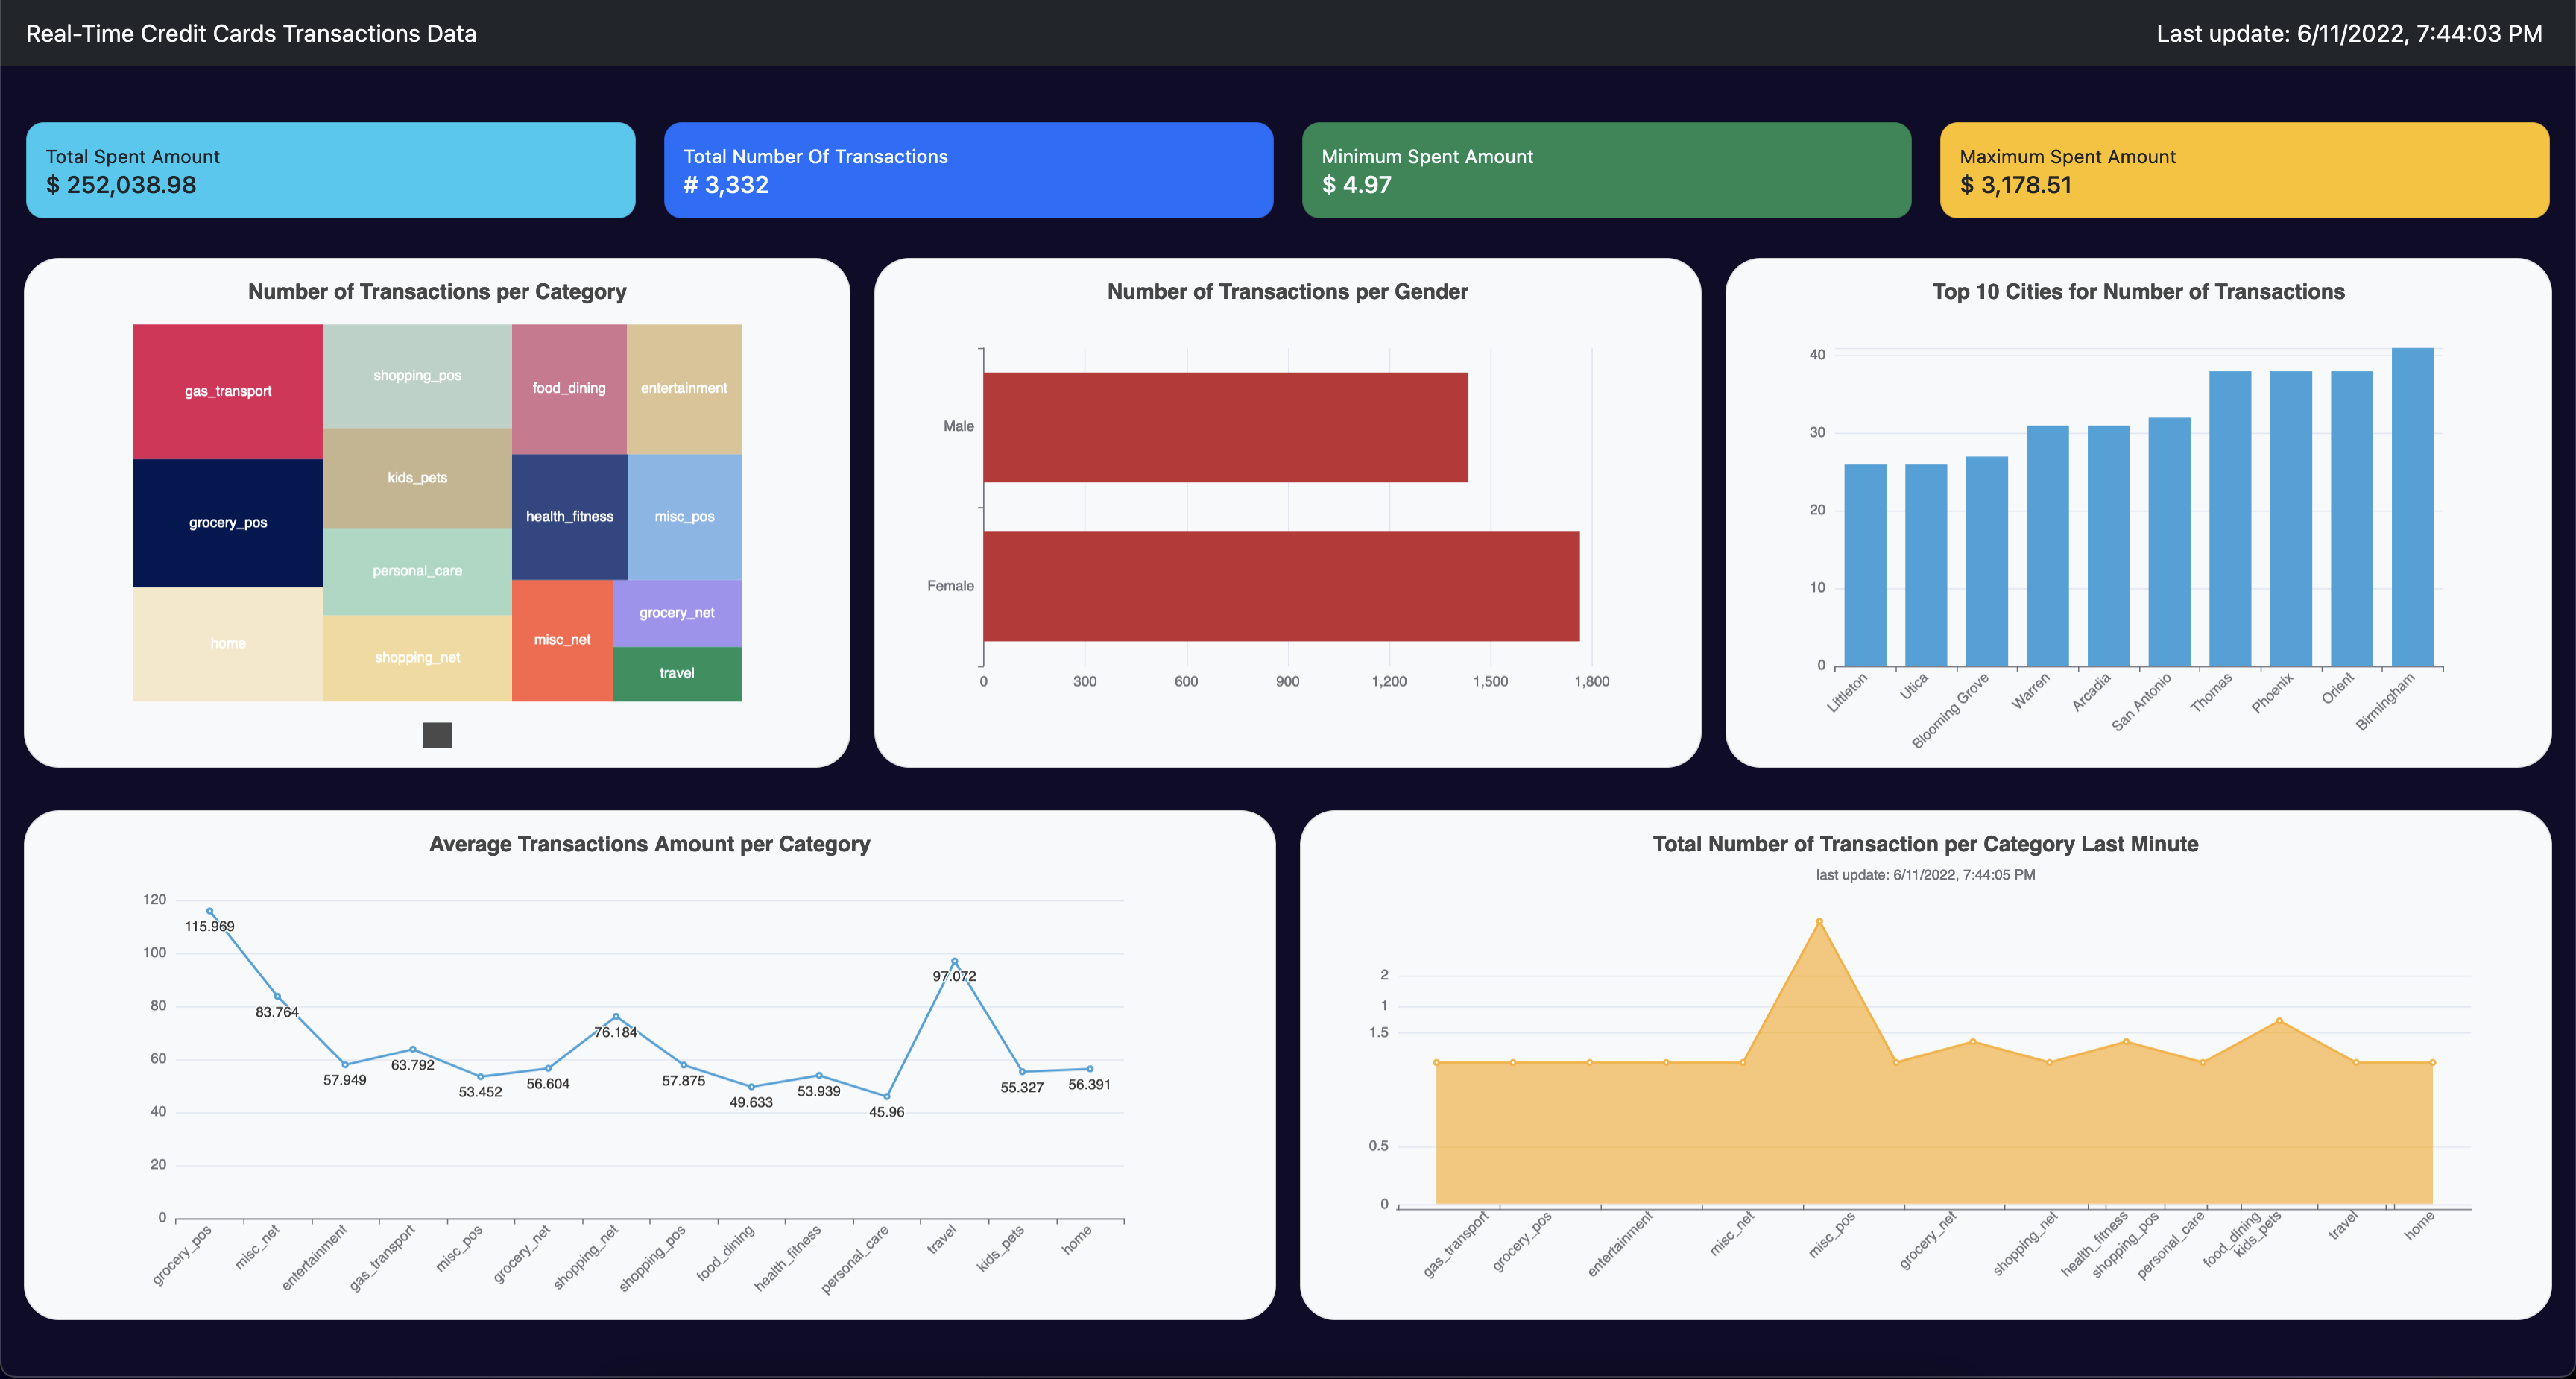 Real-Time Credit Cards Transactions Data
Last update: 6/11/2022, 7:44:03 PM
Total Spent Amount
$ 252,038.98
Total Number Of Transactions
# 3,332
Minimum Spent Amount
$ 4.97
Maximum Spent Amount
$ 3,178.51
Number of Transactions per Category
gas_transport
grocery_pos
home
shopping_pos
kids_pets
personal_care
shopping_net
food_dining
entertainment
health_fitness
misc_pos
misc_net
grocery_net
travel
Number of Transactions per Gender
Male
Female
0
300
600
900
1,200
1,500
1,800
Top 10 Cities for Number of Transactions
40
30
20
10
0
Littleton
Utica
Blooming Grove
Warren
Arcadia
San Antonio
Thomas
Phoenix
Orient
Birmingham
Average Transactions Amount per Category
120
100
80
60
40
20
0
115.969
83.764
57.949
63.792
53.452
56.604
76.184
57.875
49.633
53.939
45.96
97.072
55.327
56.391
grocery_pos
misc_net
entertainment
gas_transport
misc_pos
grocery_net
shopping_net
shopping_pos
food_dining
health_fitness
personal_care
travel
kids_pets
home
Total Number of Transaction per Category Last Minute
last update: 6/11/2022, 7:44:05 PM
2
1
1.5
0.5
0
gas_transport
grocery_pos
entertainment
misc_net
misc_pos
grocery_net
shopping_net
health_fitness
shopping_pos
personal_care
food_dining
kids_pets
travel
home